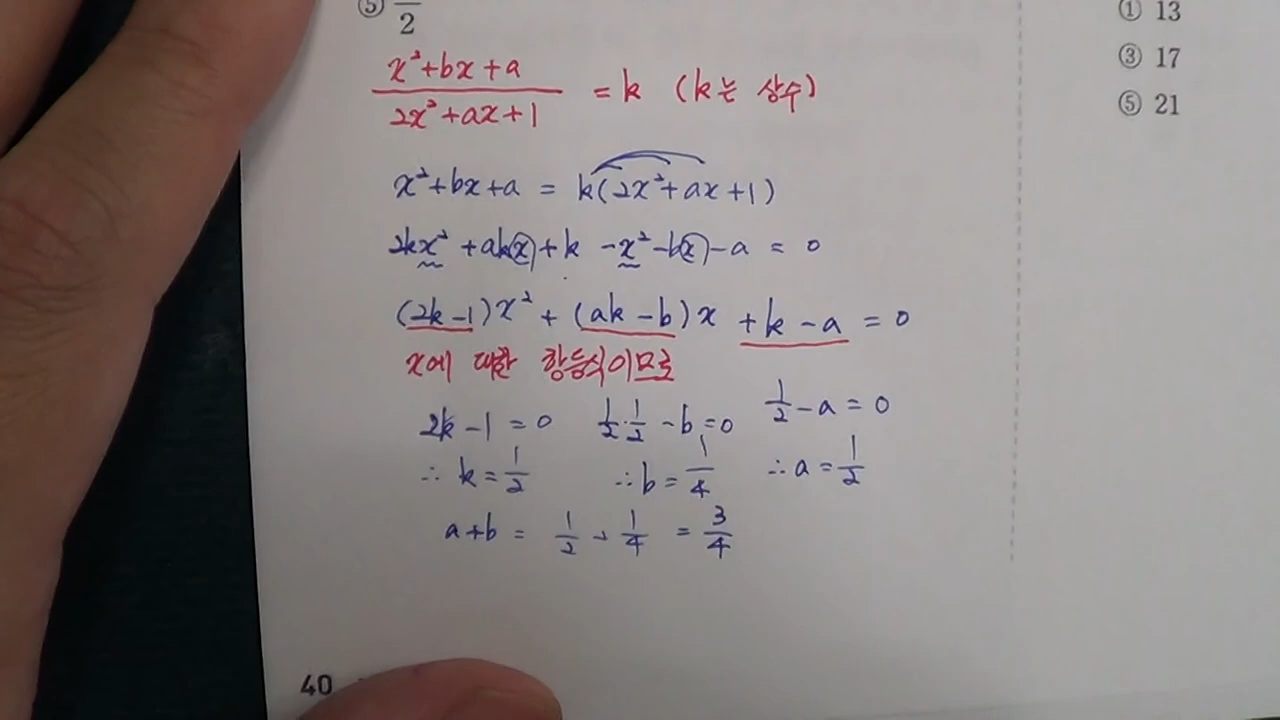 ⑤ — 2
① 13
③ 17
⑤ 21
x²+bx+a / 2x²+ax+1 = k (k는 상수)
x²+bx+a = k(2x²+ax+1)
2kx² +akx+k -x²-bx-a = 0
(2k-1)x² + (ak-b)x +k-a = 0
x에 대한 항등식이므로
2k-1=0 1/2·1/2-b=0 1/2-a=0
∴ k=1/2 ∴b=1/4 ∴a=1/2
a+b = 1/2+1/4 = 3/4
40